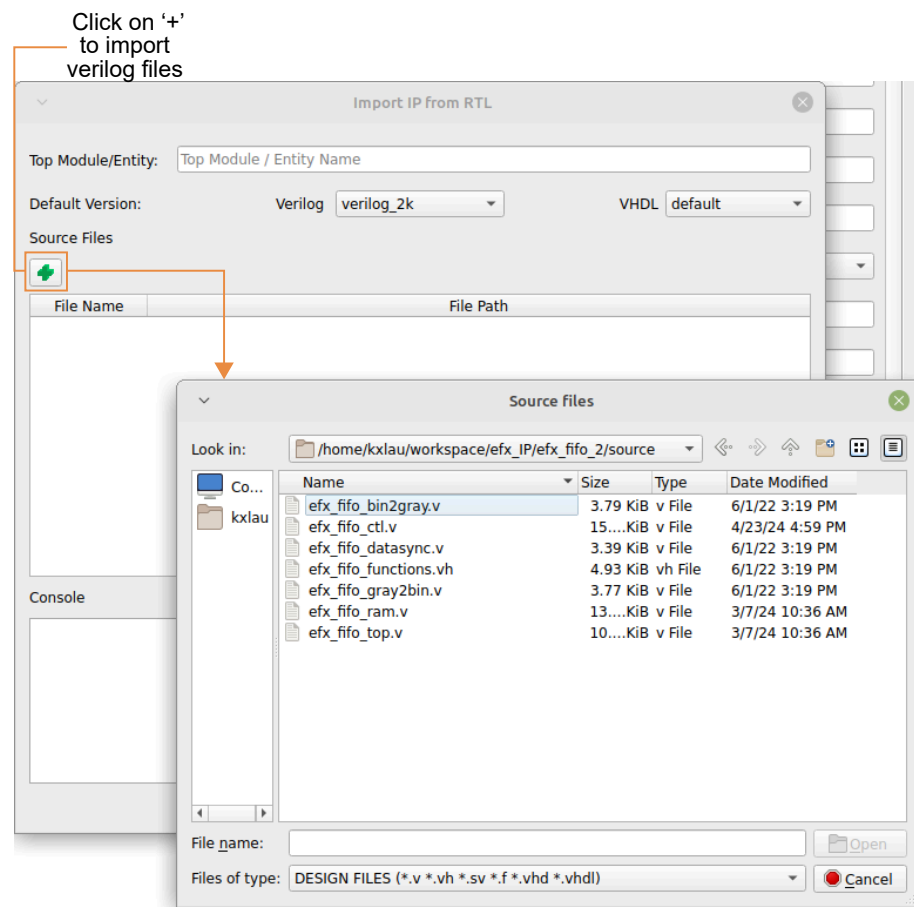 Click on ‘+’
to import
verilog files
Import IP from RTL
Top Module/Entity: Top Module / Entity Name
Default Version: Verilog verilog_2k VHDL default
Source Files
File Name File Path
Source files
Look in: /home/kxlau/workspace/efx_IP/efx_fifo_2/source
Co...
kxlau
Name Size Type Date Modified
efx_fifo_bin2gray.v 3.79 KiB v File 6/1/22 3:19 PM
efx_fifo_ctl.v 15....KiB v File 4/23/24 4:59 PM
efx_fifo_datasync.v 3.39 KiB v File 6/1/22 3:19 PM
efx_fifo_functions.vh 4.93 KiB vh File 6/1/22 3:19 PM
efx_fifo_gray2bin.v 3.77 KiB v File 6/1/22 3:19 PM
efx_fifo_ram.v 13....KiB v File 3/7/24 10:36 AM
efx_fifo_top.v 10....KiB v File 3/7/24 10:36 AM
Console
File name: Open
Files of type: DESIGN FILES (*.v *.vh *.sv *.f *.vhd *.vhdl) Cancel